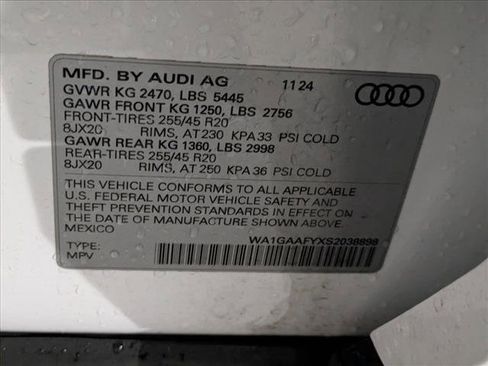 MFD. BY AUDI AG 11 24
GVWR KG 2470, LBS 5445
GAWR FRONT KG 1250, LBS 2756
FRONT-TIRES 255/45 R20
8JX20 RIMS, AT 230 KPA 33 PSI COLD
GAWR REAR KG 1360, LBS 2998
REAR-TIRES 255/45 R20
8JX20 RIMS, AT 250 KPA 36 PSI COLD
THIS VEHICLE CONFORMS TO ALL APPLICABLE
U.S. FEDERAL MOTOR VEHICLE SAFETY AND
THEFT PREVENTION STANDARDS IN EFFECT ON
THE DATE OF MANUFACTURE SHOWN ABOVE.
MEXICO
WA1GAAFYXS2038898
TYPE:
MPV